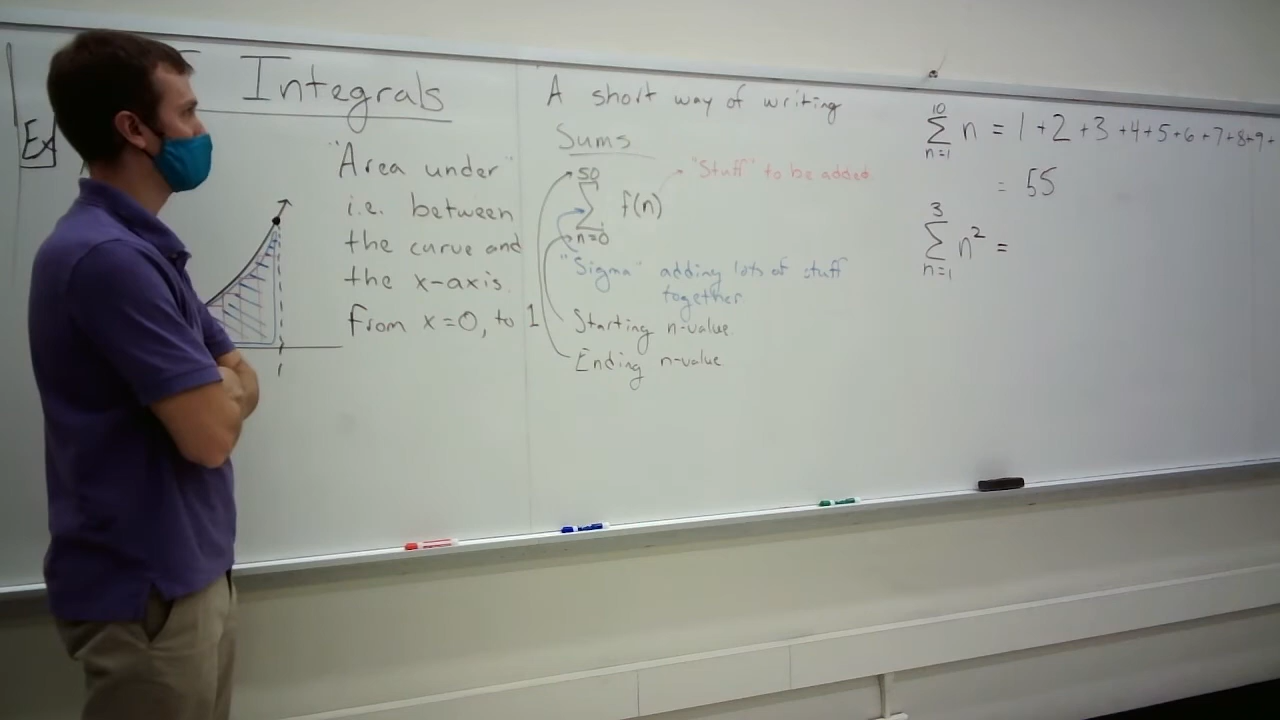 Integrals
Ex
"Area under"
i.e. between
the curve and
the x-axis.
From x=0, to 1
1
A short way of writing
Sums
50
∑ f(n)
n=0
"Stuff" to be added
"Sigma" adding lots of stuff
together
Starting n-value
Ending n-value
10
∑ n = 1+2+3+4+5+6+7+8+9+
n=1
= 55
3
∑ n² =
n=1